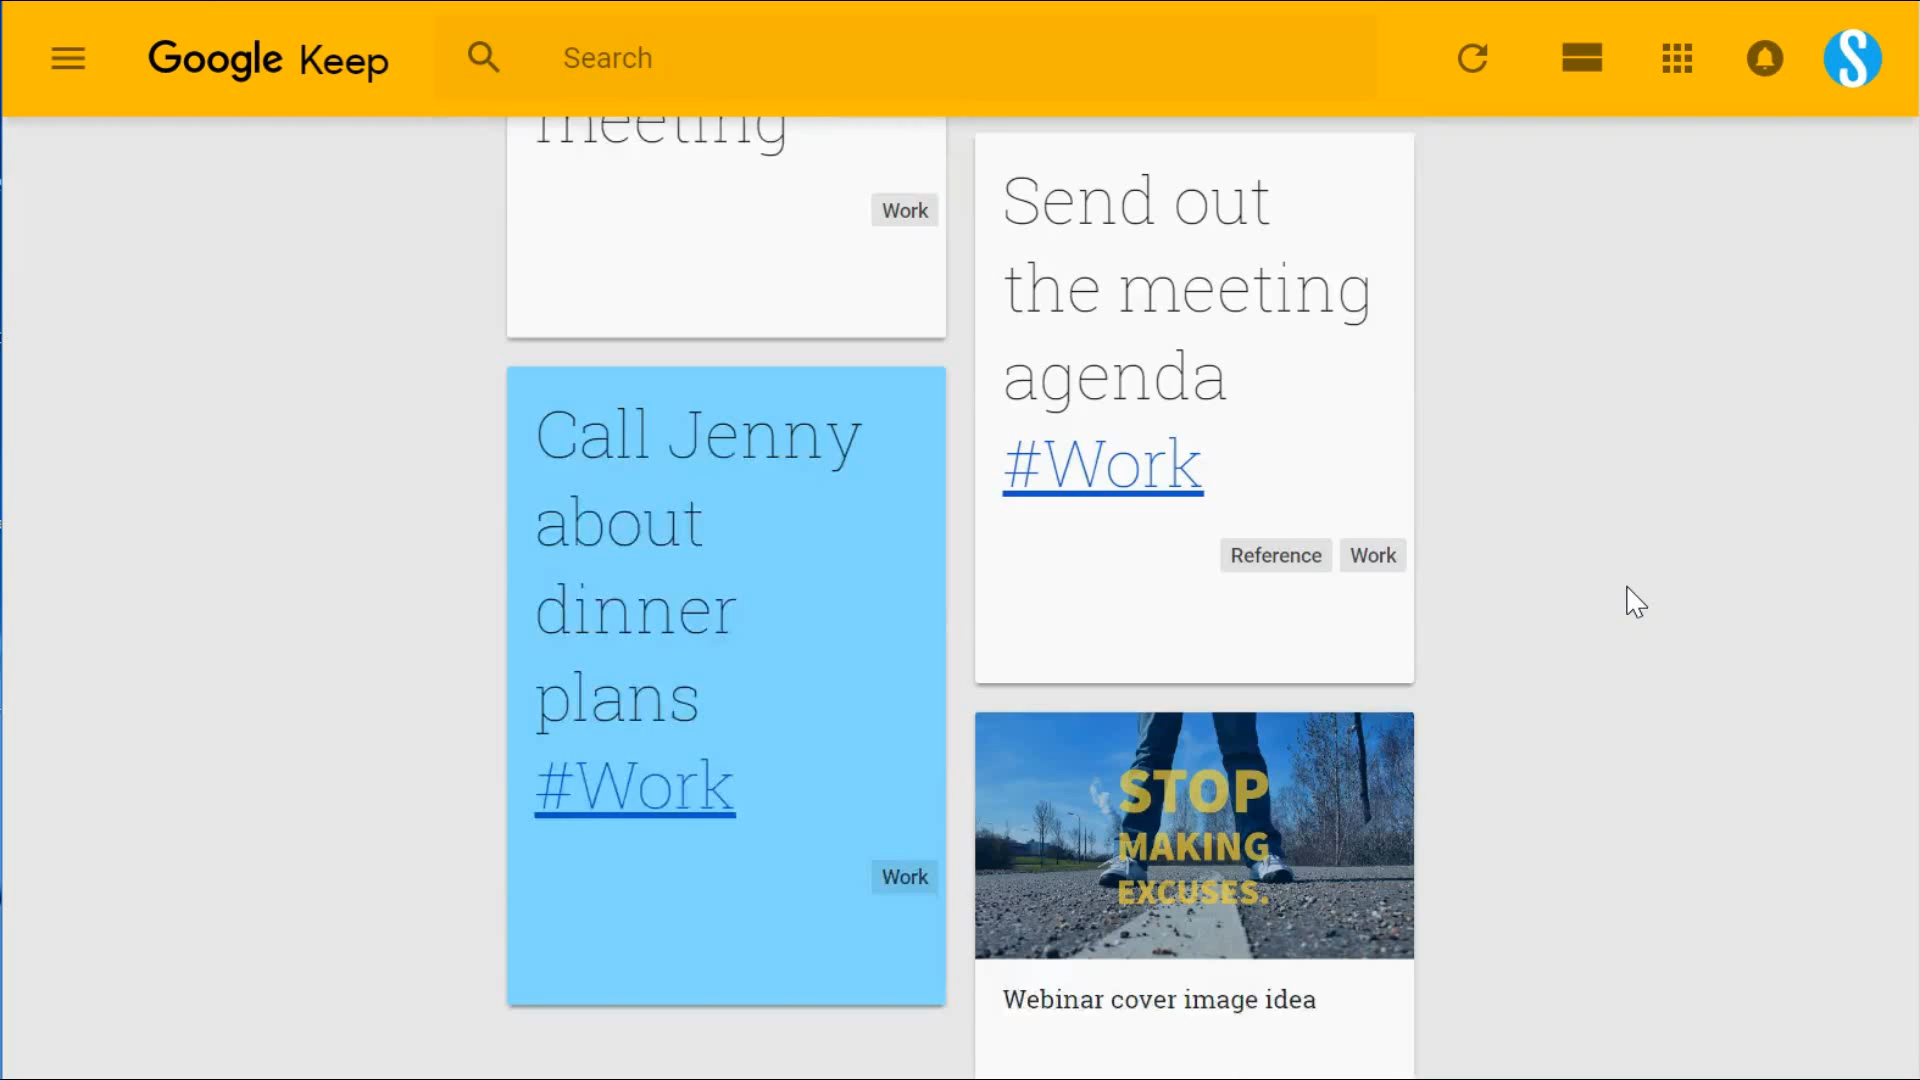 Google Keep
Search
meeting
Work
Call Jenny
about
dinner
plans
#Work
Work
Send out
the meeting
agenda
#Work
Reference Work
STOP
MAKING
EXCUSES.
Webinar cover image idea
S